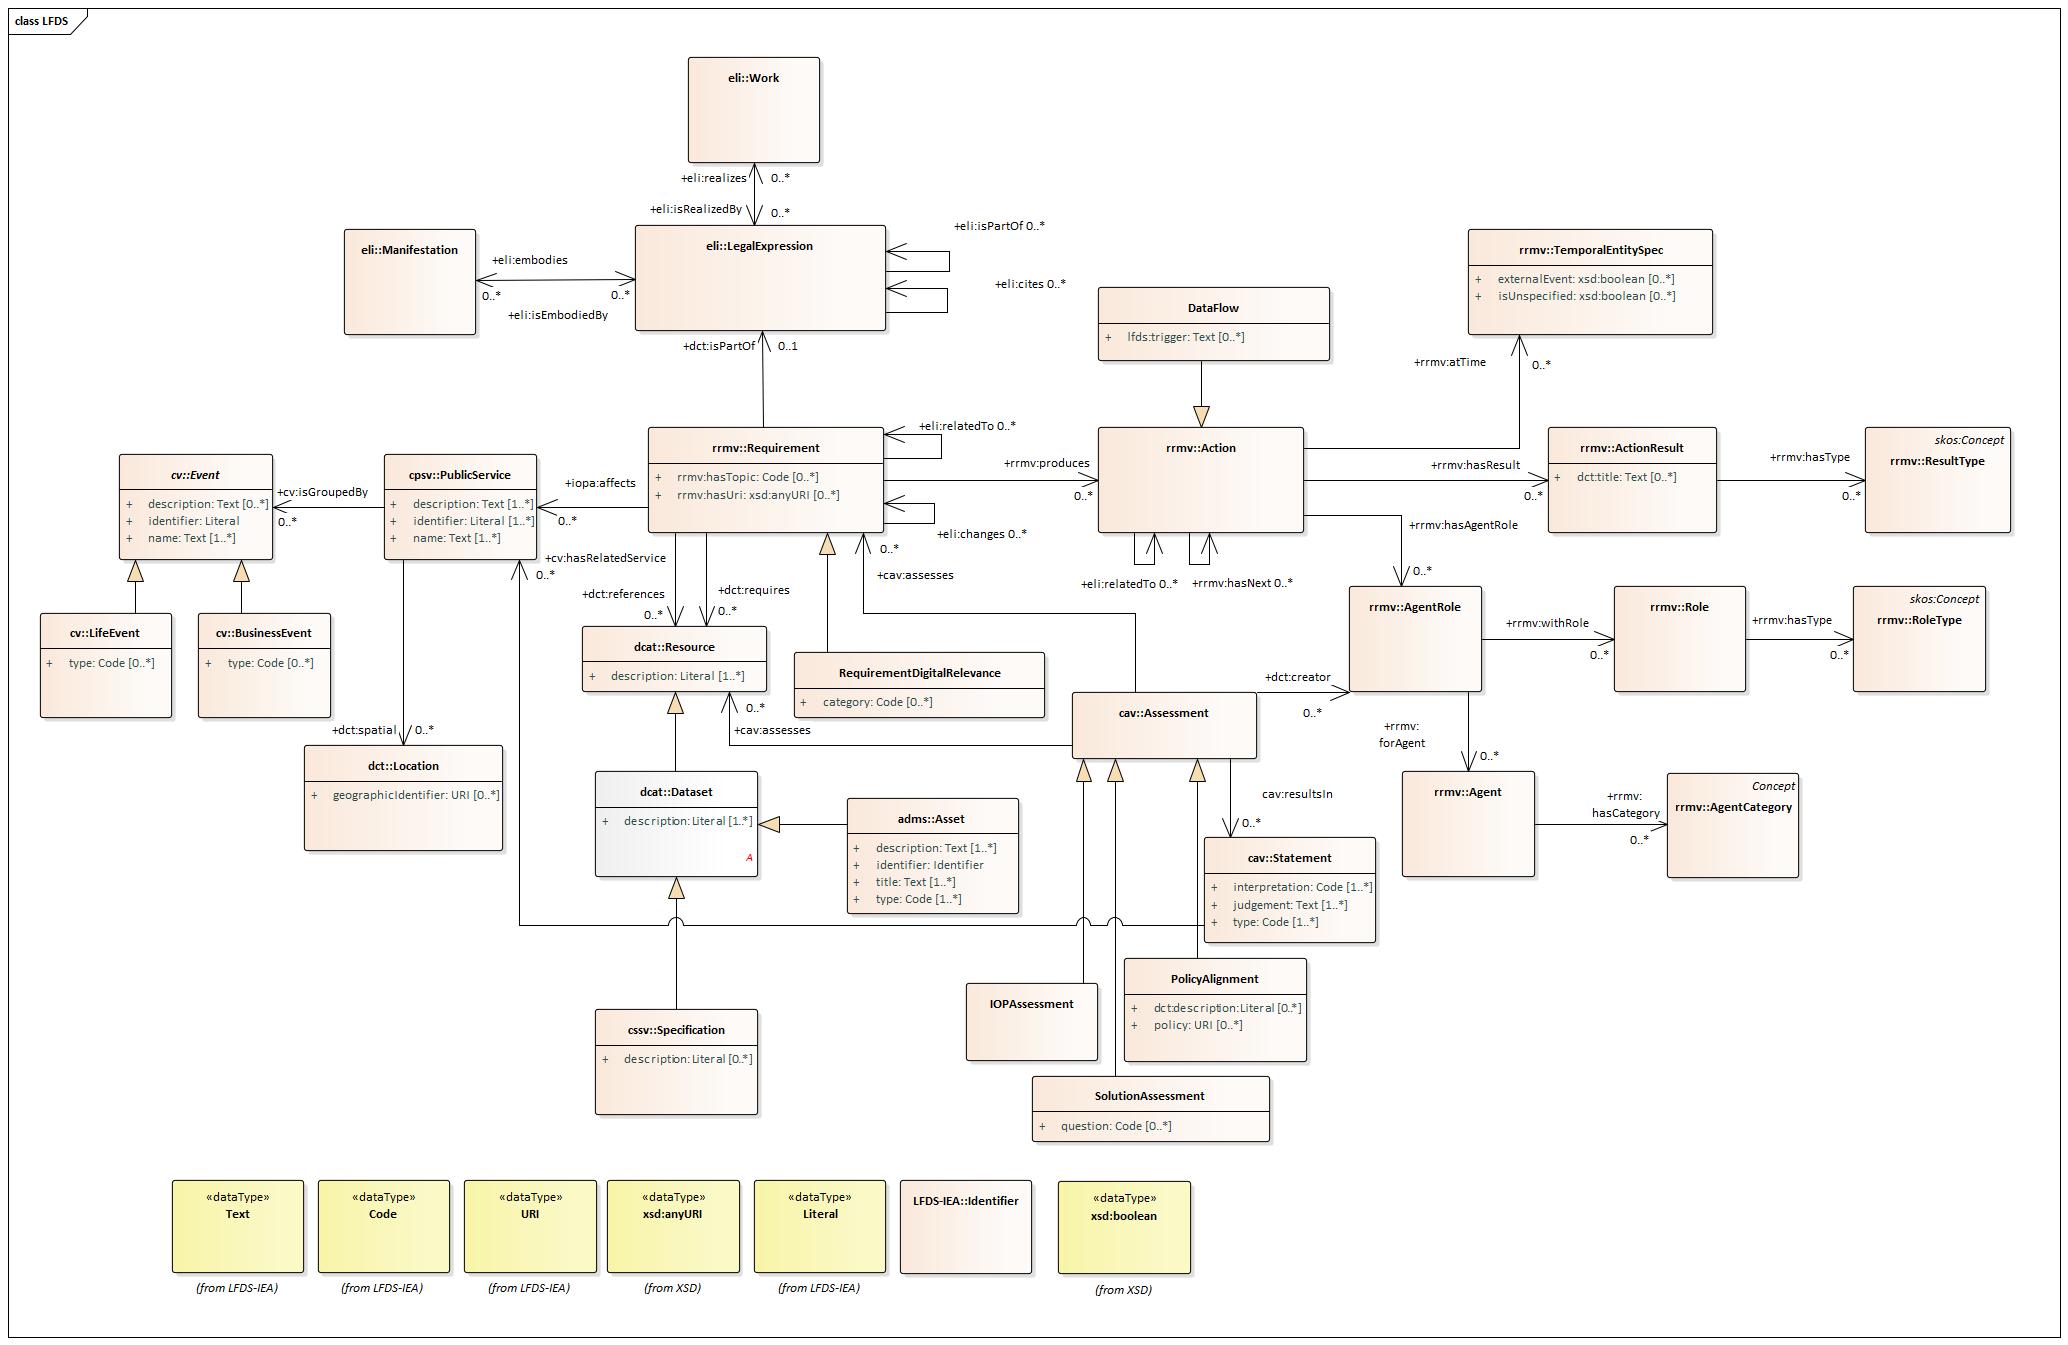 class LFDS
eli::Work
+eli:realizes
0..*
+eli:isRealizedBy
0..*
eli::Manifestation
+eli:embodies
0..*
0..*
+eli:isEmbodiedBy
eli::LegalExpression
+eli:isPartOf 0..*
+eli:cites 0..*
+dct:isPartOf
0..1
DataFlow
+ lfds:trigger: Text [0..*]
rrmv::TemporalEntitySpec
+ externalEvent: xsd:boolean [0..*]
+ isUnspecified: xsd:boolean [0..*]
+rrmv:atTime
0..*
cv::Event
+ description: Text [0..*]
+ identifier: Literal
+ name: Text [1..*]
+cv:isGroupedBy
0..*
cpsv::PublicService
+ description: Text [1..*]
+ identifier: Literal [1..*]
+ name: Text [1..*]
+iopa:affects
0..*
rrmv::Requirement
+ rrmv:hasTopic: Code [0..*]
+ rrmv:hasUri: xsd:anyURI [0..*]
+eli:relatedTo 0..*
+eli:changes 0..*
+rrmv:produces
0..*
rrmv::Action
+eli:relatedTo 0..*
+rrmv:hasNext 0..*
+rrmv:hasResult
0..*
rrmv::ActionResult
+ dct:title: Text [0..*]
+rrmv:hasType
0..*
skos:Concept
rrmv::ResultType
+rrmv:hasAgentRole
0..*
+cv:hasRelatedService
0..*
+dct:references
0..*
+dct:requires
0..*
0..*
+cav:assesses
cv::LifeEvent
+ type: Code [0..*]
cv::BusinessEvent
+ type: Code [0..*]
+dct:spatial
0..*
dct::Location
+ geographicIdentifier: URI [0..*]
dcat::Resource
+ description: Literal [1..*]
0..*
+cav:assesses
RequirementDigitalRelevance
+ category: Code [0..*]
cav::Assessment
+dct:creator
0..*
rrmv::AgentRole
+rrmv:withRole
0..*
rrmv::Role
+rrmv:hasType
0..*
skos:Concept
rrmv::RoleType
+rrmv:
forAgent
0..*
rrmv::Agent
+rrmv:
hasCategory
0..*
Concept
rrmv::AgentCategory
dcat::Dataset
+ description: Literal [1..*]
A
adms::Asset
+ description: Text [1..*]
+ identifier: Identifier
+ title: Text [1..*]
+ type: Code [1..*]
cav:resultsIn
0..*
cav::Statement
+ interpretation: Code [1..*]
+ judgement: Text [1..*]
+ type: Code [1..*]
cssv::Specification
+ description: Literal [0..*]
IOPAssessment
PolicyAlignment
+ dct:description: Literal [0..*]
+ policy: URI [0..*]
SolutionAssessment
+ question: Code [0..*]
«dataType»
Text
(from LFDS-IEA)
«dataType»
Code
(from LFDS-IEA)
«dataType»
URI
(from LFDS-IEA)
«dataType»
xsd:anyURI
(from XSD)
«dataType»
Literal
(from LFDS-IEA)
LFDS-IEA::Identifier
«dataType»
xsd:boolean
(from XSD)